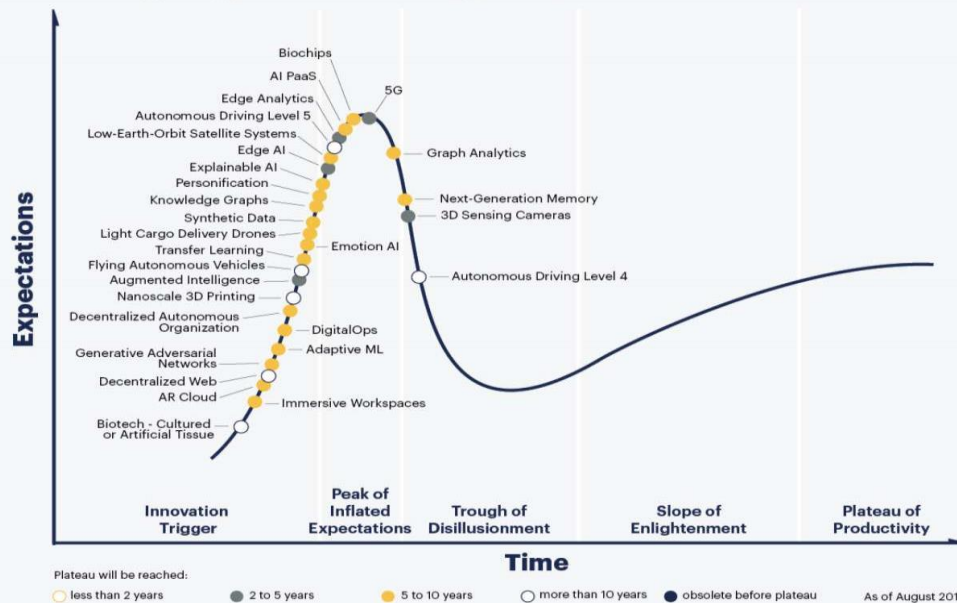 Biochips
AI PaaS
5G
Edge Analytics
Autonomous Driving Level 5
Low-Earth-Orbit Satellite Systems
Edge AI
Graph Analytics
Explainable AI
Personification
Knowledge Graphs
Next-Generation Memory
Synthetic Data
3D Sensing Cameras
Light Cargo Delivery Drones
Transfer Learning
Emotion AI
Flying Autonomous Vehicles
Augmented Intelligence
Autonomous Driving Level 4
Nanoscale 3D Printing
Decentralized Autonomous
Organization
DigitalOps
Generative Adversarial
Networks
Adaptive ML
Decentralized Web
AR Cloud
Immersive Workspaces
Biotech - Cultured
or Artificial Tissue
Expectations
Innovation
Trigger
Peak of
Inflated
Expectations
Trough of
Disillusionment
Slope of
Enlightenment
Plateau of
Productivity
Time
Plateau will be reached:
less than 2 years
2 to 5 years
5 to 10 years
more than 10 years
obsolete before plateau
As of August 201